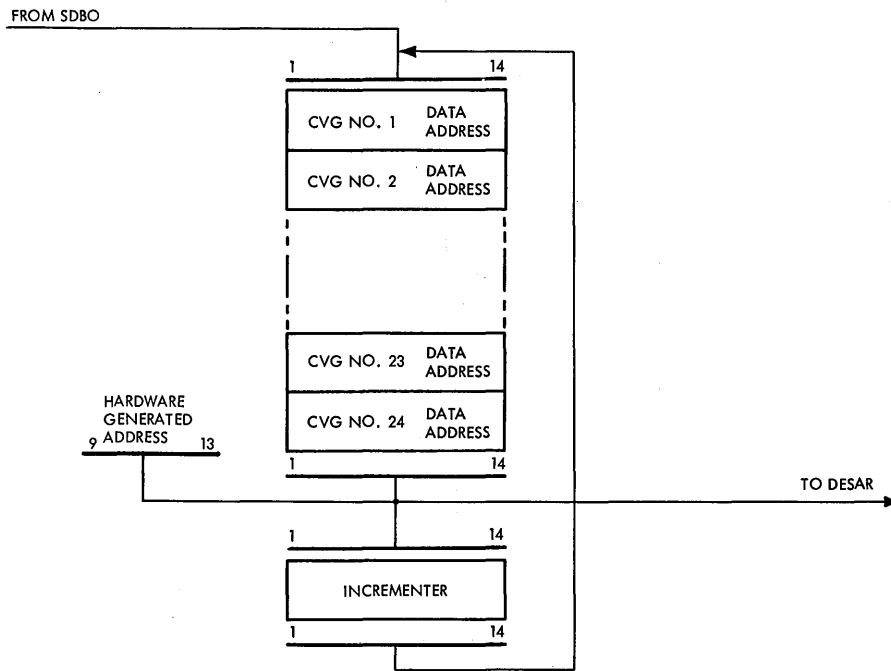 FROM SDBO
1 14
CVG NO. 1 DATA ADDRESS
CVG NO. 2 DATA ADDRESS
CVG NO. 23 DATA ADDRESS
CVG NO. 24 DATA ADDRESS
HARDWARE
GENERATED
ADDRESS
9 13
1 14
TO DESAR
1 14
INCREMENTER
1 14